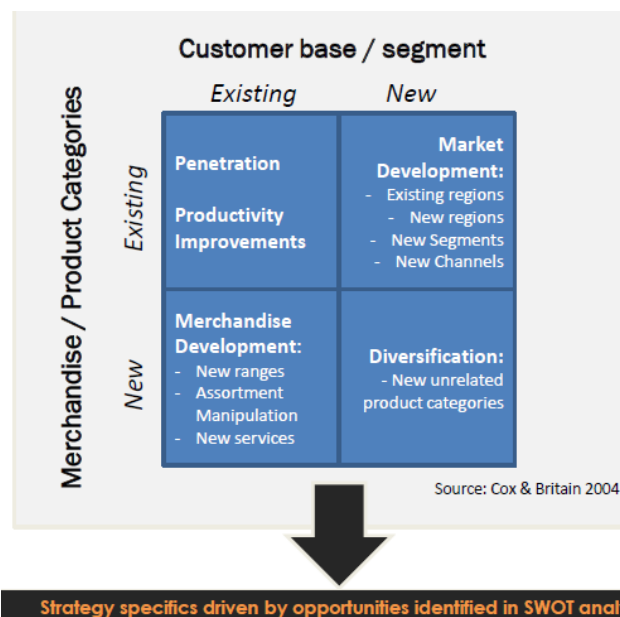 Customer base / segment
Existing
New
Merchandise / Product Categories
Existing
New
Penetration
Productivity
Improvements
Market
Development:
- Existing regions
- New regions
- New Segments
- New Channels
Merchandise
Development:
- New ranges
- Assortment
Manipulation
- New services
Diversification:
- New unrelated
product categories
Source: Cox & Britain 2004
Strategy specifics driven by opportunities identified in SWOT